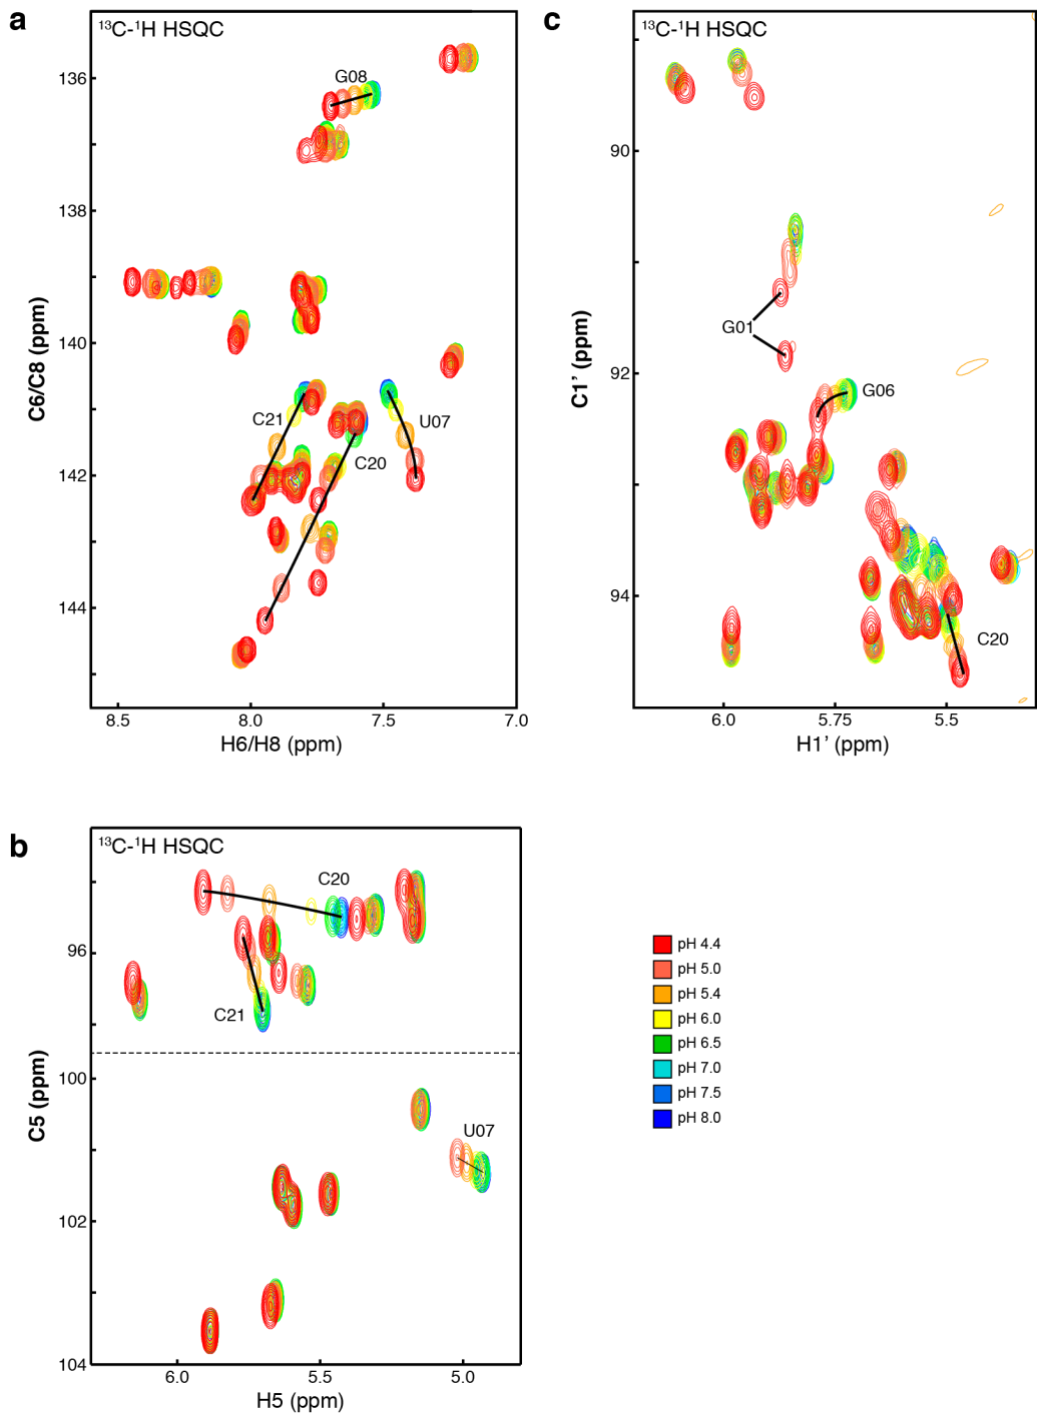 a
¹³C-¹H HSQC
G08
136
138
140
142
144
C6/C8 (ppm)
C21
U07
C20
8.5
8.0
7.5
7.0
H6/H8 (ppm)
c
¹³C-¹H HSQC
90
92
94
C1’ (ppm)
G01
G06
C20
6.0
5.75
5.5
H1’ (ppm)
b
¹³C-¹H HSQC
C20
96
C21
100
U07
102
104
C5 (ppm)
6.0
5.5
5.0
H5 (ppm)
pH 4.4
pH 5.0
pH 5.4
pH 6.0
pH 6.5
pH 7.0
pH 7.5
pH 8.0